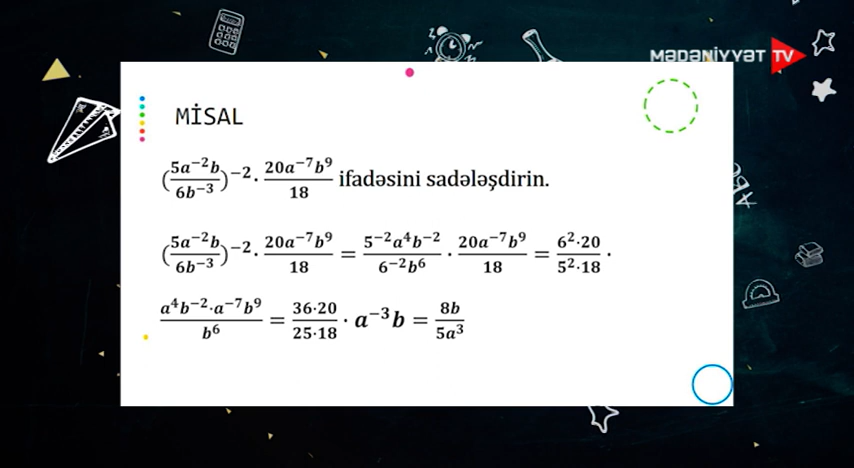 MƏDƏNİYYƏT TV
MİSAL
(5a⁻²b / 6b⁻³)⁻² · 20a⁻⁷b⁹ / 18 ifadəsini sadələşdirin.
(5a⁻²b / 6b⁻³)⁻² · 20a⁻⁷b⁹ / 18 = 5⁻²a⁴b⁻² / 6⁻²b⁶ · 20a⁻⁷b⁹ / 18 = 6²·20 / 5²·18 ·
a⁴b⁻²·a⁻⁷b⁹ / b⁶ = 36·20 / 25·18 · a⁻³b = 8b / 5a³
ABC